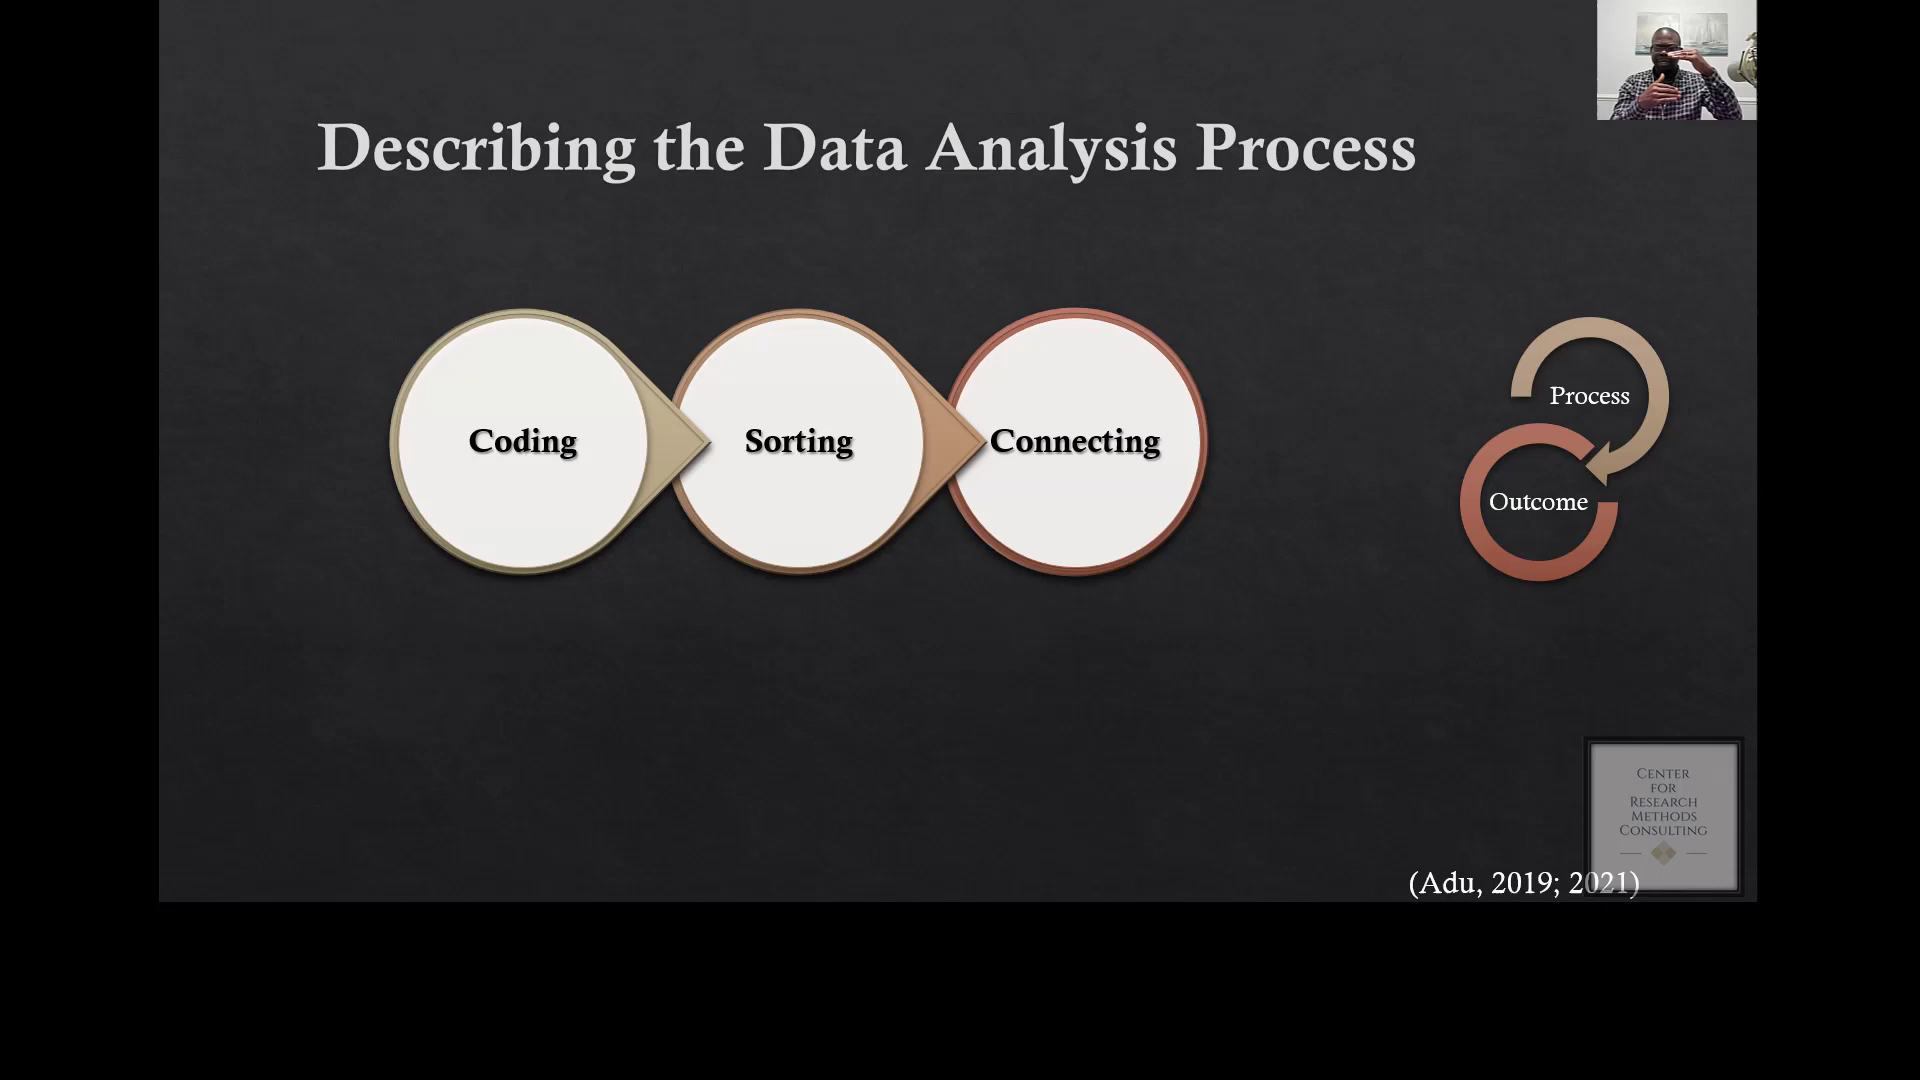 Describing the Data Analysis Process
Coding
Sorting
Connecting
Process
Outcome
CENTER
FOR
RESEARCH
METHODS
CONSULTING
(Adu, 2019; 2021)